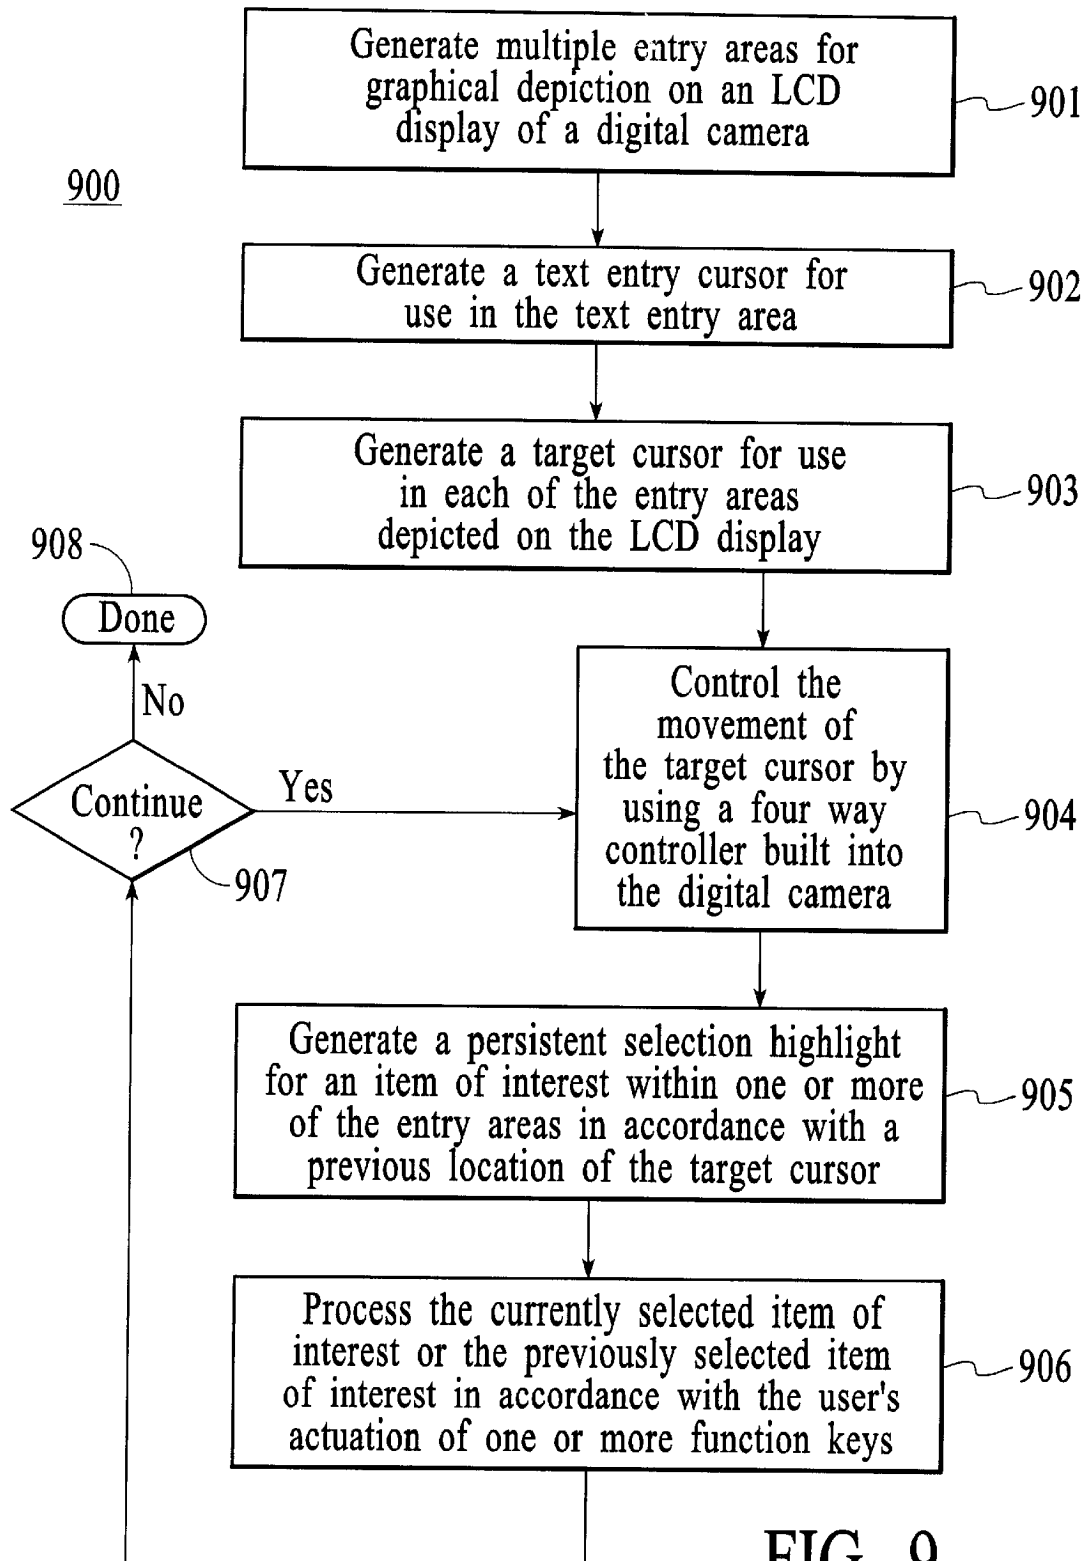 Generate multiple entry areas for
graphical depiction on an LCD
display of a digital camera
901
900
Generate a text entry cursor for
use in the text entry area
902
Generate a target cursor for use
in each of the entry areas
depicted on the LCD display
903
908
Done
No
Continue
?
Yes
907
Control the
movement of
the target cursor by
using a four way
controller built into
the digital camera
904
Generate a persistent selection highlight
for an item of interest within one or more
of the entry areas in accordance with a
previous location of the target cursor
905
Process the currently selected item of
interest or the previously selected item
of interest in accordance with the user's
actuation of one or more function keys
906
FIG. 9